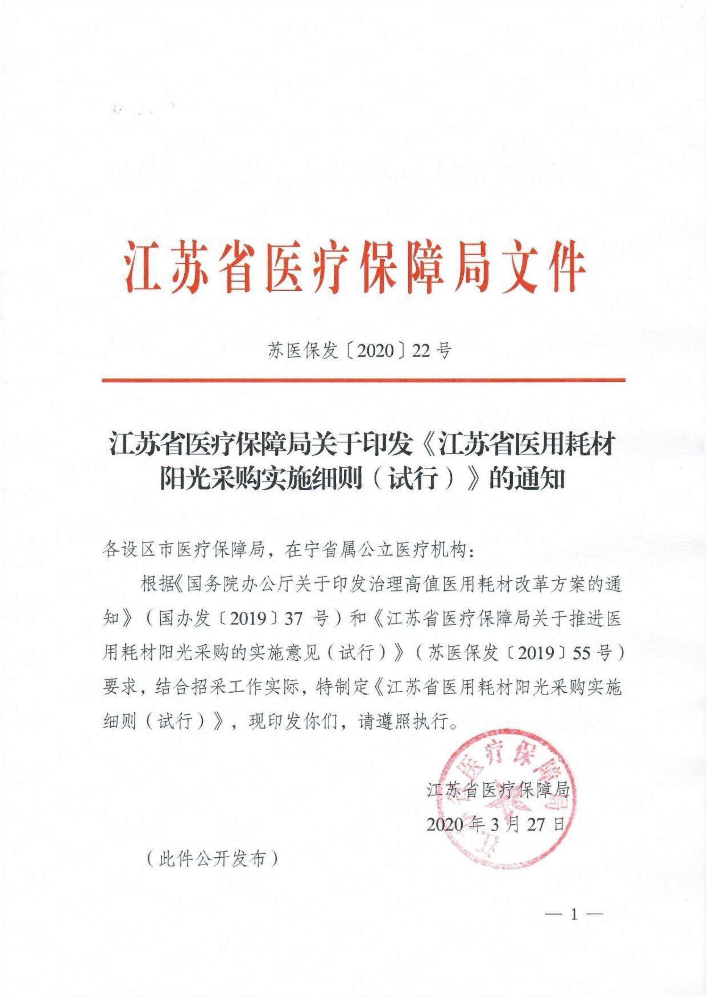 江苏省医疗保障局文件
苏医保发〔2020〕22 号
江苏省医疗保障局关于印发《江苏省医用耗材
阳光采购实施细则（试行）》的通知
各设区市医疗保障局，在宁省属公立医疗机构：
根据《国务院办公厅关于印发治理高值医用耗材改革方案的通
知》（国办发〔2019〕37 号）和《江苏省医疗保障局关于推进医
用耗材阳光采购的实施意见（试行）》（苏医保发〔2019〕55 号）
要求，结合招采工作实际，特制定《江苏省医用耗材阳光采购实施
细则（试行）》，现印发你们，请遵照执行。
江苏省医疗保障局
江苏省医疗保障局
2020 年 3 月 27 日
（此件公开发布）
— 1 —